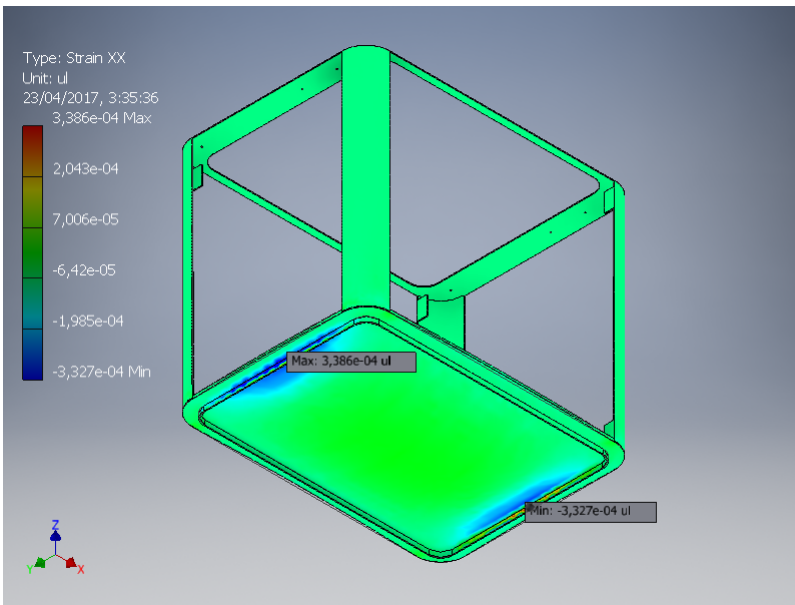 Type: Strain XX
Unit: ul
23/04/2017, 3:35:36
3,386e-04 Max
2,043e-04
7,006e-05
-6,42e-05
-1,985e-04
-3,327e-04 Min
Max: 3,386e-04 ul
Min: -3,327e-04 ul
Z
Y
X